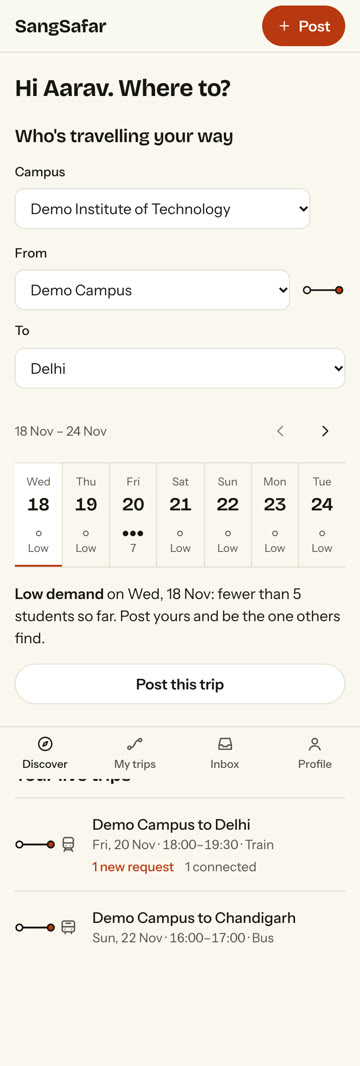 SangSafar
+ Post
Hi Aarav. Where to?
Who's travelling your way
Campus
Demo Institute of Technology
From
Demo Campus
To
Delhi
18 Nov – 24 Nov
Wed Thu Fri Sat Sun Mon Tue
18 19 20 21 22 23 24
Low Low 7 Low Low Low Low
Low demand on Wed, 18 Nov: fewer than 5
students so far. Post yours and be the one others
find.
Post this trip
Discover My trips Inbox Profile
Your live trips
Demo Campus to Delhi
Fri, 20 Nov · 18:00–19:30 · Train
1 new request 1 connected
Demo Campus to Chandigarh
Sun, 22 Nov · 16:00–17:00 · Bus